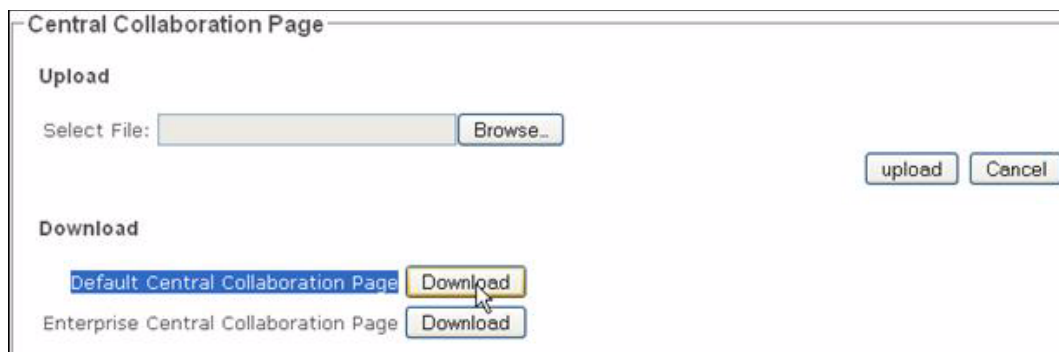 Central Collaboration Page
Upload
Select File: Browse...
upload Cancel
Download
Default Central Collaboration Page Download
Enterprise Central Collaboration Page Download